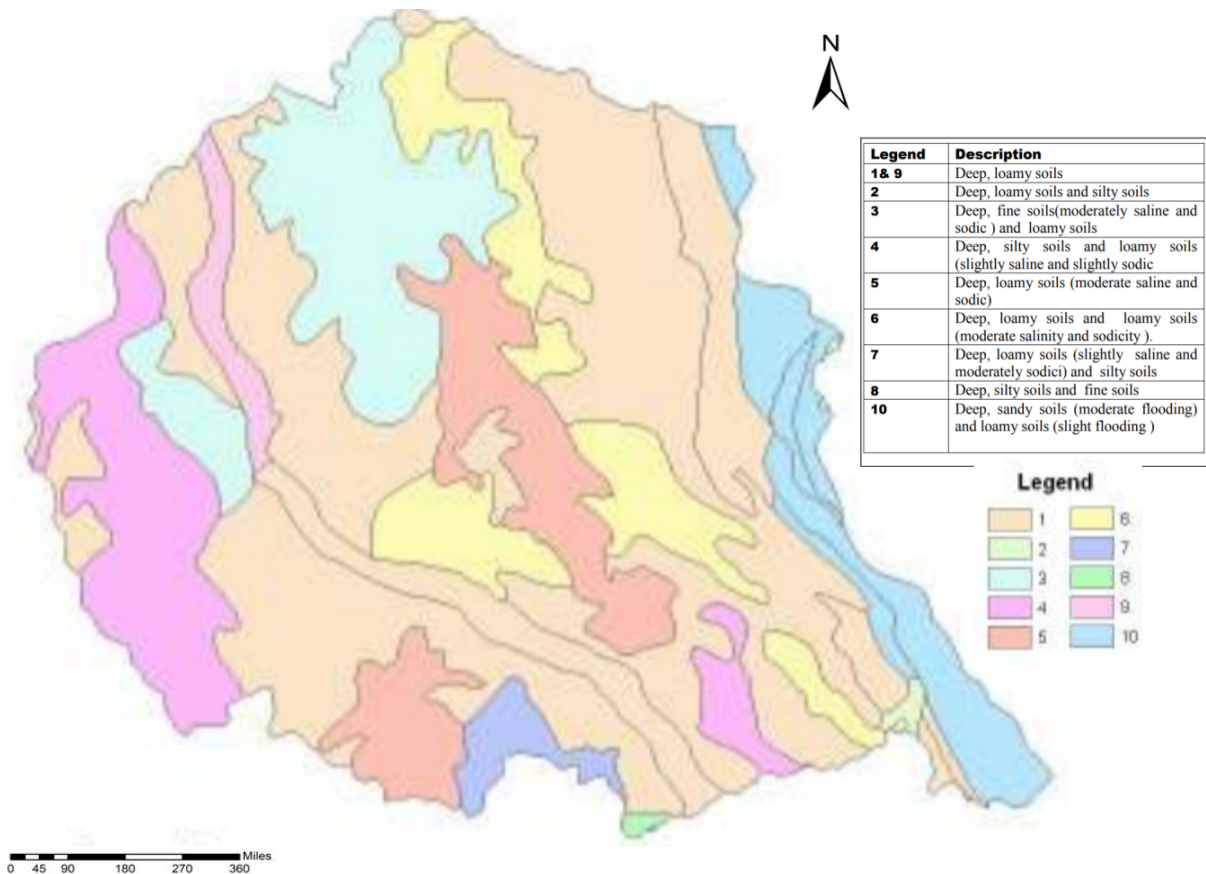 N
Legend Description
1& 9 Deep, loamy soils
2 Deep, loamy soils and silty soils
3 Deep, fine soils(moderately saline and
sodic ) and loamy soils
4 Deep, silty soils and loamy soils
(slightly saline and slightly sodic
5 Deep, loamy soils (moderate saline and
sodic)
6 Deep, loamy soils and loamy soils
(moderate salinity and sodicity ).
7 Deep, loamy soils (slightly saline and
moderately sodici) and silty soils
8 Deep, silty soils and fine soils
10 Deep, sandy soils (moderate flooding)
and loamy soils (slight flooding )
Legend
1 6
2 7
3 8
4 9
5 10
Miles
0 45 90 180 270 360